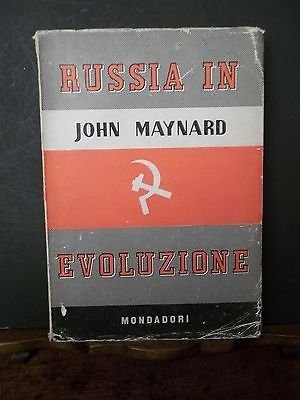 RUSSIA IN
JOHN MAYNARD
EVOLUZIONE
MONDADORI